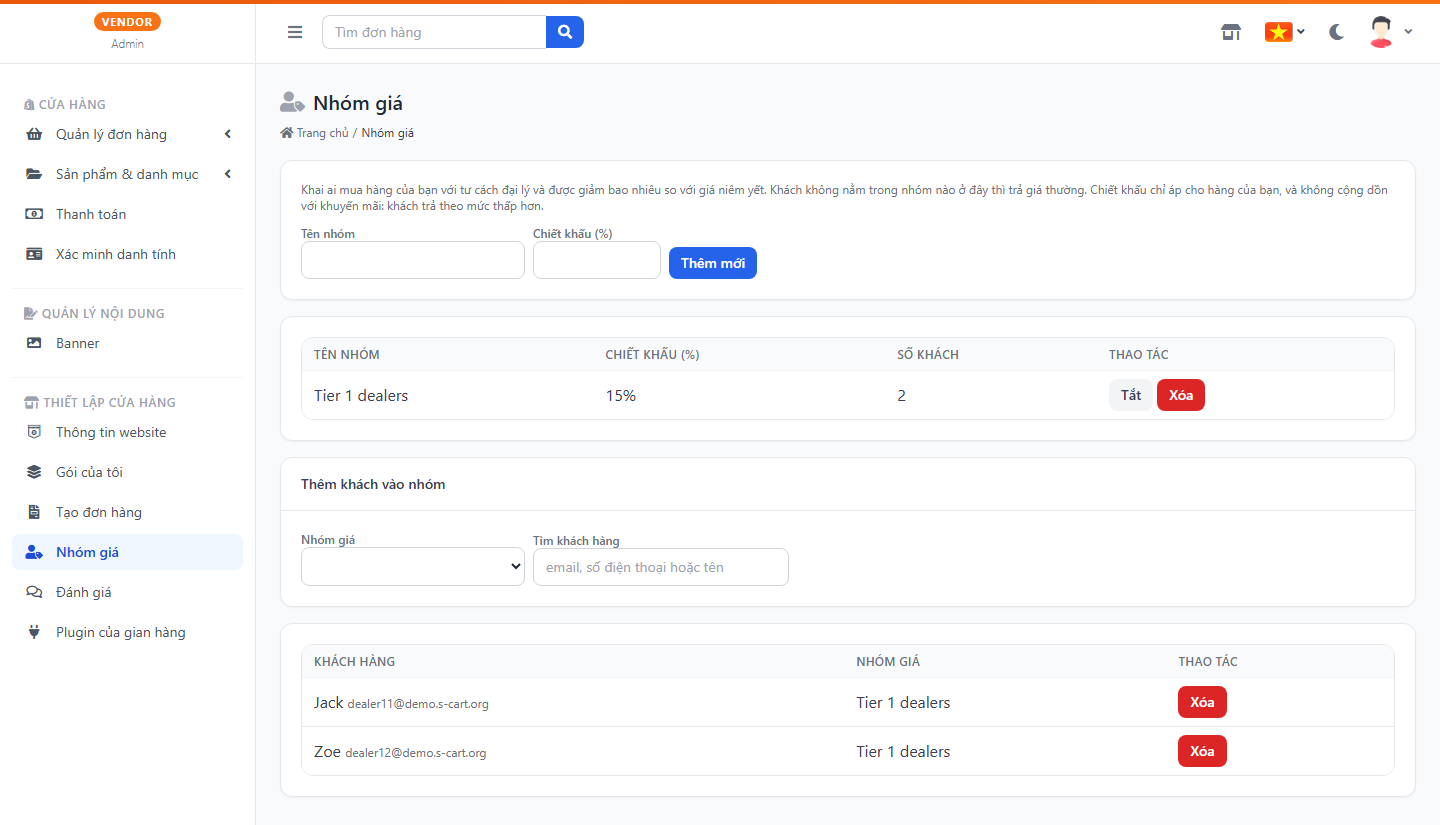 VENDOR
Admin
Tìm đơn hàng
CỬA HÀNG
Quản lý đơn hàng
Sản phẩm & danh mục
Thanh toán
Xác minh danh tính
QUẢN LÝ NỘI DUNG
Banner
THIẾT LẬP CỬA HÀNG
Thông tin website
Gói của tôi
Tạo đơn hàng
Nhóm giá
Đánh giá
Plugin của gian hàng
Nhóm giá
Trang chủ / Nhóm giá
Khai ai mua hàng của bạn với tư cách đại lý và được giảm bao nhiêu so với giá niêm yết. Khách không nằm trong nhóm nào ở đây thì trả giá thường. Chiết khấu chỉ áp cho hàng của bạn, và không cộng dồn
với khuyến mãi: khách trả theo mức thấp hơn.
Tên nhóm Chiết khấu (%)
Thêm mới
TÊN NHÓM CHIẾT KHẤU (%) SỐ KHÁCH THAO TÁC
Tier 1 dealers 15% 2 Tắt Xóa
Thêm khách vào nhóm
Nhóm giá Tìm khách hàng
email, số điện thoại hoặc tên
KHÁCH HÀNG NHÓM GIÁ THAO TÁC
Jack dealer11@demo.s-cart.org Tier 1 dealers Xóa
Zoe dealer12@demo.s-cart.org Tier 1 dealers Xóa